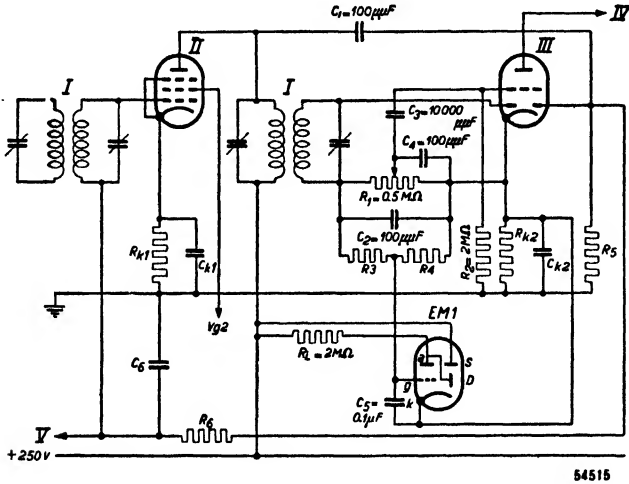 C1=100μμF
IV
II
III
I
I
C3=10000
μμF
C4=100μμF
R1=0.5MΩ
C2=100μμF
R3
R4
Rk1
Ck1
R2=2MΩ
Rk2
Ck2
R5
Vg2
EM1
C6
RL=2MΩ
a
S
D
g
k
C5=
0.1μF
V
R6
+250V
54515